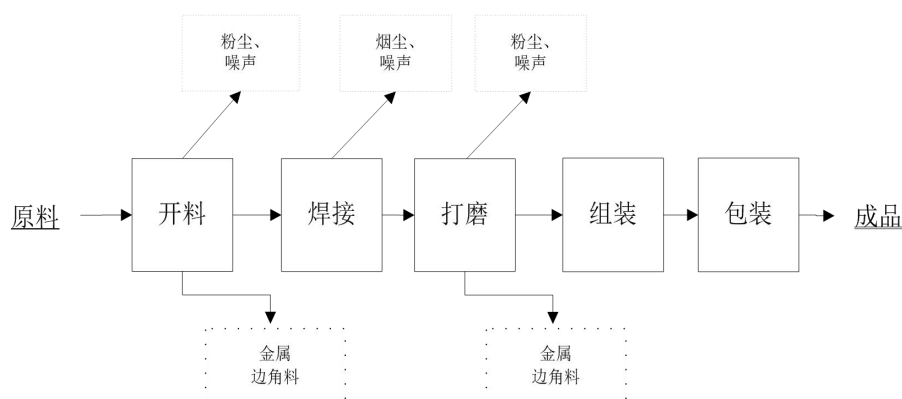 粉尘、
噪声
烟尘、
噪声
粉尘、
噪声
原料
开料
焊接
打磨
组装
包装
成品
金属
边角料
金属
边角料